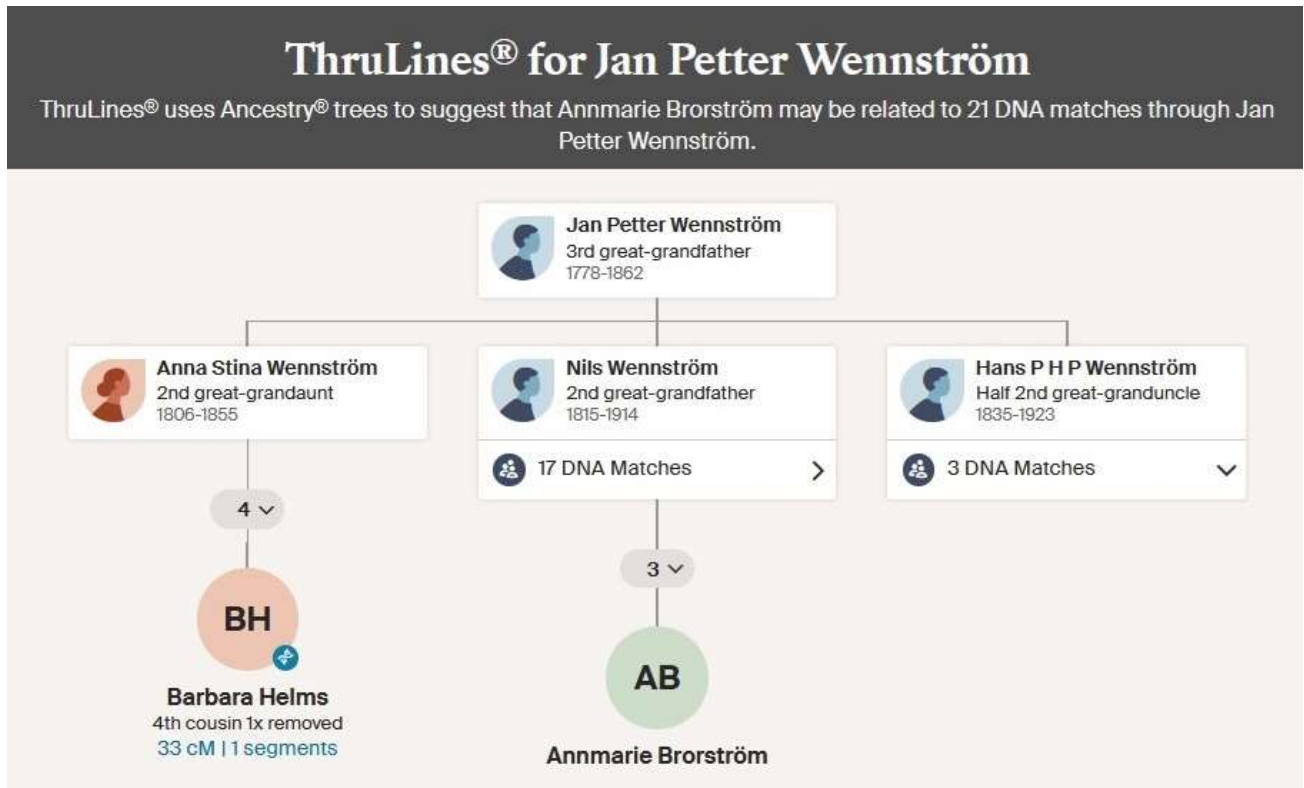 ThruLines® for Jan Petter Wennström
ThruLines® uses Ancestry® trees to suggest that Annmarie Brorström may be related to 21 DNA matches through Jan
Petter Wennström.
Jan Petter Wennström
3rd great-grandfather
1778-1862
Anna Stina Wennström
2nd great-grandaunt
1806-1855
Nils Wennström
2nd great-grandfather
1815-1914
17 DNA Matches
Hans P H P Wennström
Half 2nd great-granduncle
1835-1923
3 DNA Matches
4
3
BH
Barbara Helms
4th cousin 1x removed
33 cM | 1 segments
AB
Annmarie Brorström